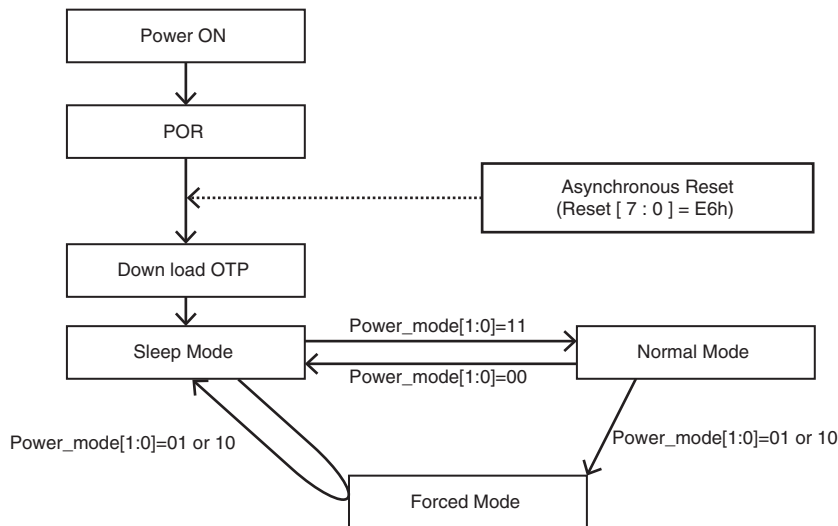 Power ON
POR
Asynchronous Reset
(Reset [ 7 : 0 ] = E6h)
Down load OTP
Power_mode[1:0]=11
Sleep Mode
Normal Mode
Power_mode[1:0]=00
Power_mode[1:0]=01 or 10
Power_mode[1:0]=01 or 10
Forced Mode